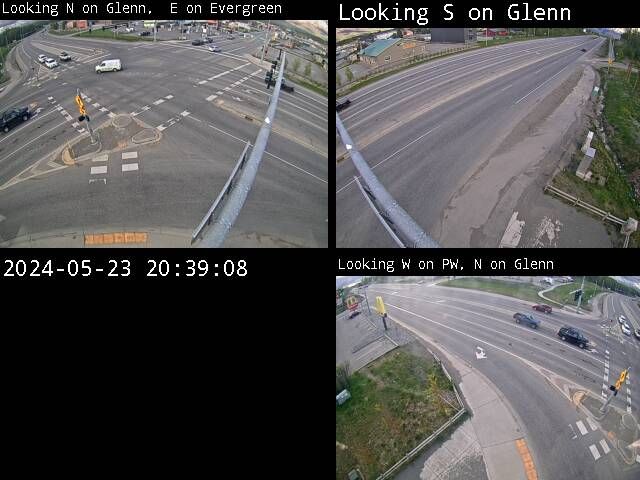 Looking N on Glenn,  E on Evergreen
Looking S on Glenn
2024-05-23 20:39:08
Looking W on PW, N on Glenn